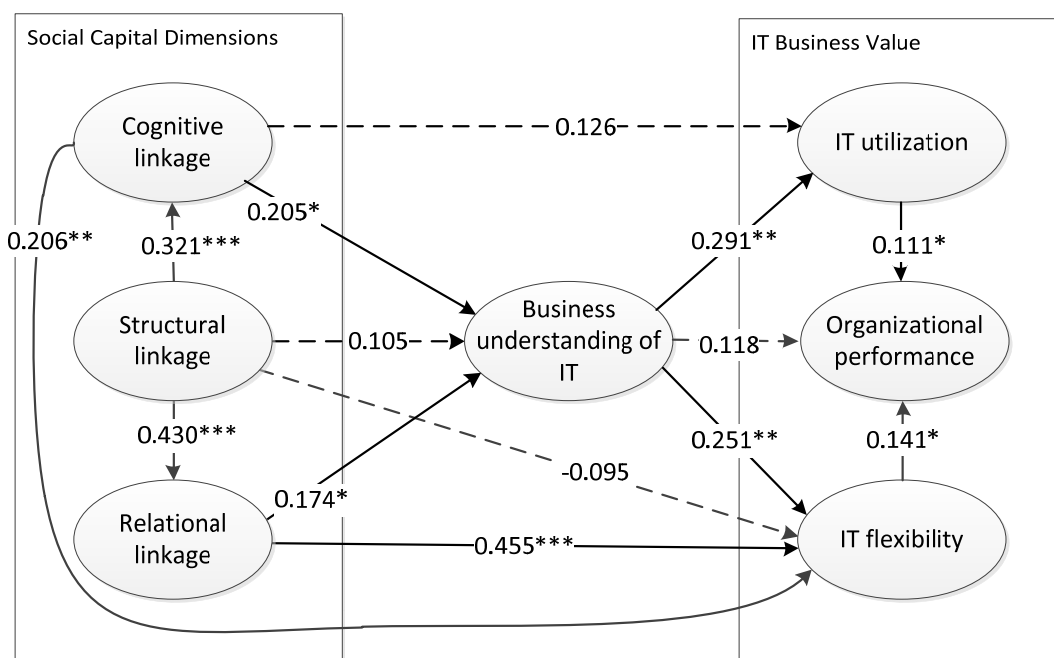 Social Capital Dimensions
IT Business Value
Cognitive
linkage
0.126
IT utilization
0.205*
0.206**
0.321***
0.291**
0.111*
Structural
linkage
0.105
Business
understanding of
IT
0.118
Organizational
performance
0.430***
0.251**
0.141*
-0.095
0.174*
Relational
linkage
0.455***
IT flexibility